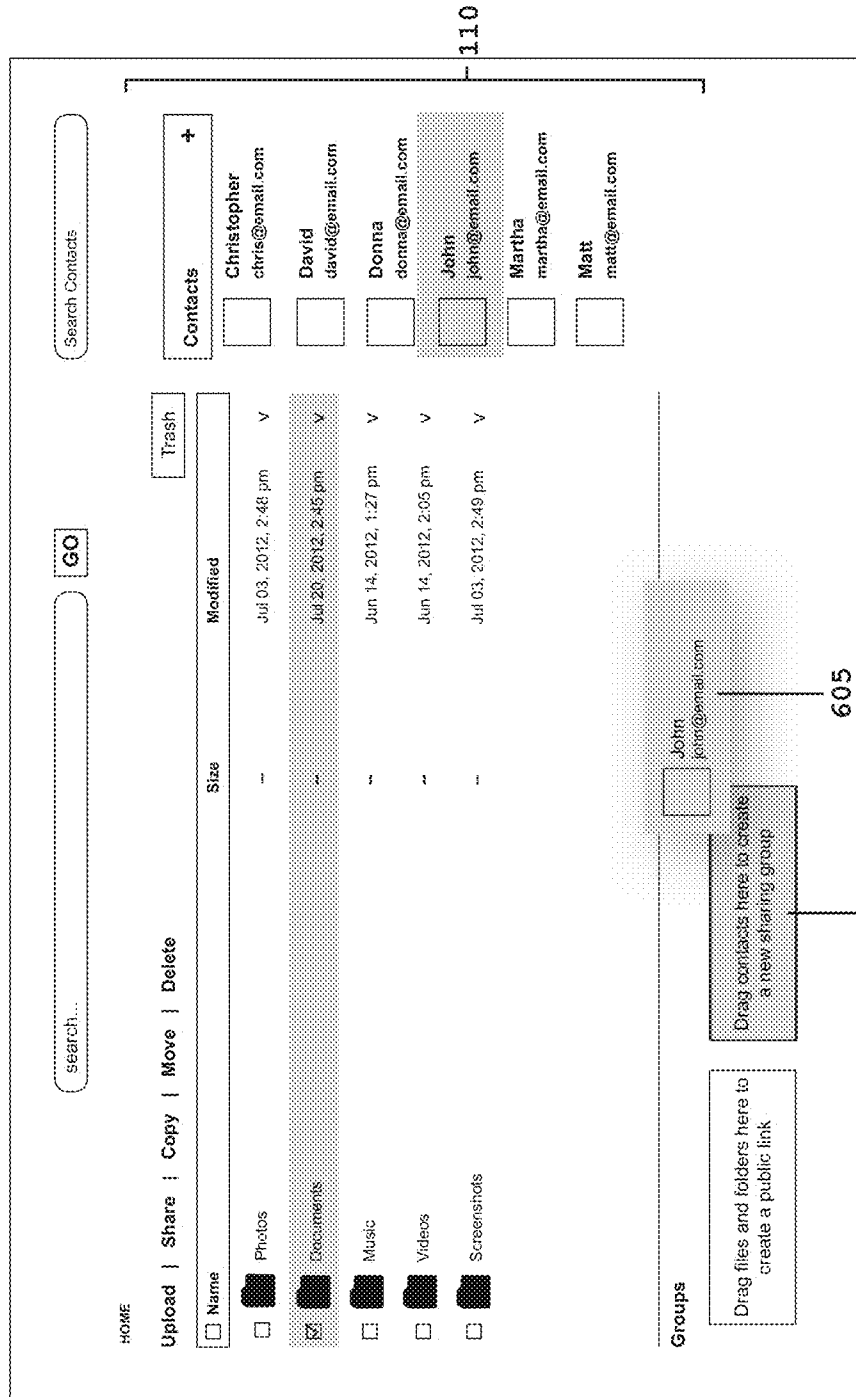 search...
GO
Search Contacts
HOME
Upload | Share | Copy | Move | Delete
Trash
Name Size Modified
Photos -- Jul 03, 2012, 2:48 pm v
Documents -- Jul 20, 2012, 2:45 pm v
Music -- Jun 14, 2012, 1:27 pm v
Videos -- Jun 14, 2012, 2:05 pm v
Screenshots -- Jul 03, 2012, 2:49 pm v
Contacts +
Christopher
chris@email.com
David
david@email.com
Donna
donna@email.com
John
john@email.com
Martha
martha@email.com
Matt
matt@email.com
110
Groups
Drag files and folders here to
create a public link
Drag contacts here to create
a new sharing group
John
john@email.com
605